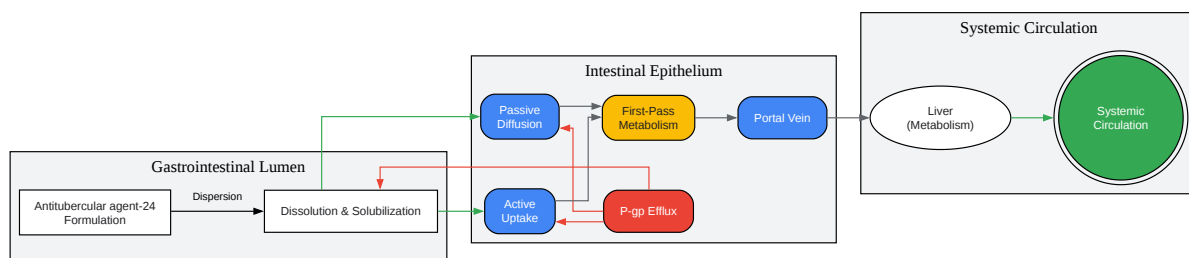 Gastrointestinal Lumen
Antitubercular agent-24
Formulation
Dispersion
Dissolution & Solubilization
Intestinal Epithelium
Passive
Diffusion
First-Pass
Metabolism
Portal Vein
Active
Uptake
P-gp Efflux
Systemic Circulation
Liver
(Metabolism)
Systemic
Circulation